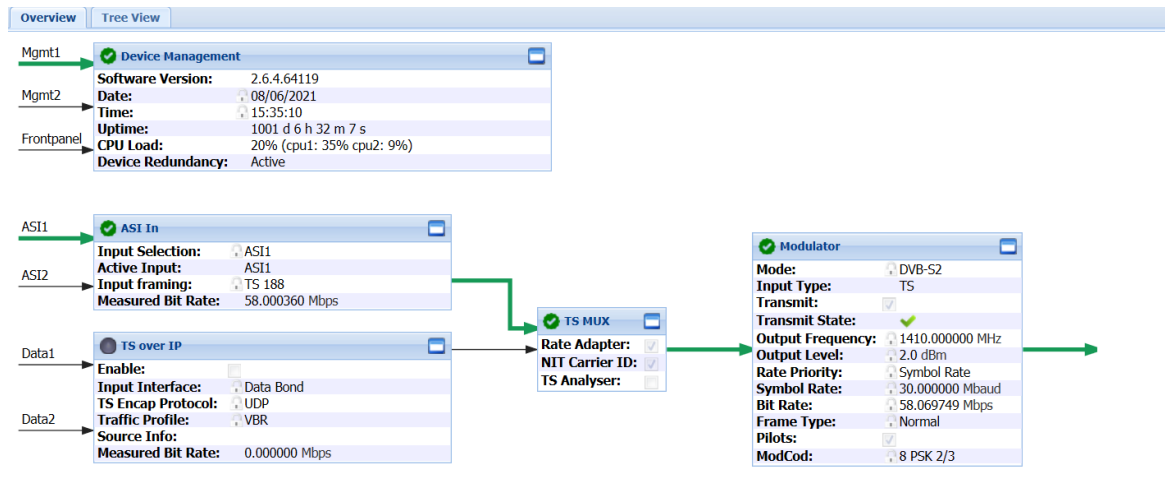 Overview Tree View
Mgmt1
Mgmt2
Frontpanel
Device Management
Software Version: 2.6.4.64119
Date: 08/06/2021
Time: 15:35:10
Uptime: 1001 d 6 h 32 m 7 s
CPU Load: 20% (cpu1: 35% cpu2: 9%)
Device Redundancy: Active
ASI1
ASI2
ASI In
Input Selection: ASI1
Active Input: ASI1
Input framing: TS 188
Measured Bit Rate: 58.000360 Mbps
Data1
Data2
TS over IP
Enable:
Input Interface: Data Bond
TS Encap Protocol: UDP
Traffic Profile: VBR
Source Info:
Measured Bit Rate: 0.000000 Mbps
TS MUX
Rate Adapter:
NIT Carrier ID:
TS Analyser:
Modulator
Mode: DVB-S2
Input Type: TS
Transmit:
Transmit State:
Output Frequency: 1410.000000 MHz
Output Level: 2.0 dBm
Rate Priority: Symbol Rate
Symbol Rate: 30.000000 Mbaud
Bit Rate: 58.069749 Mbps
Frame Type: Normal
Pilots:
ModCod: 8 PSK 2/3